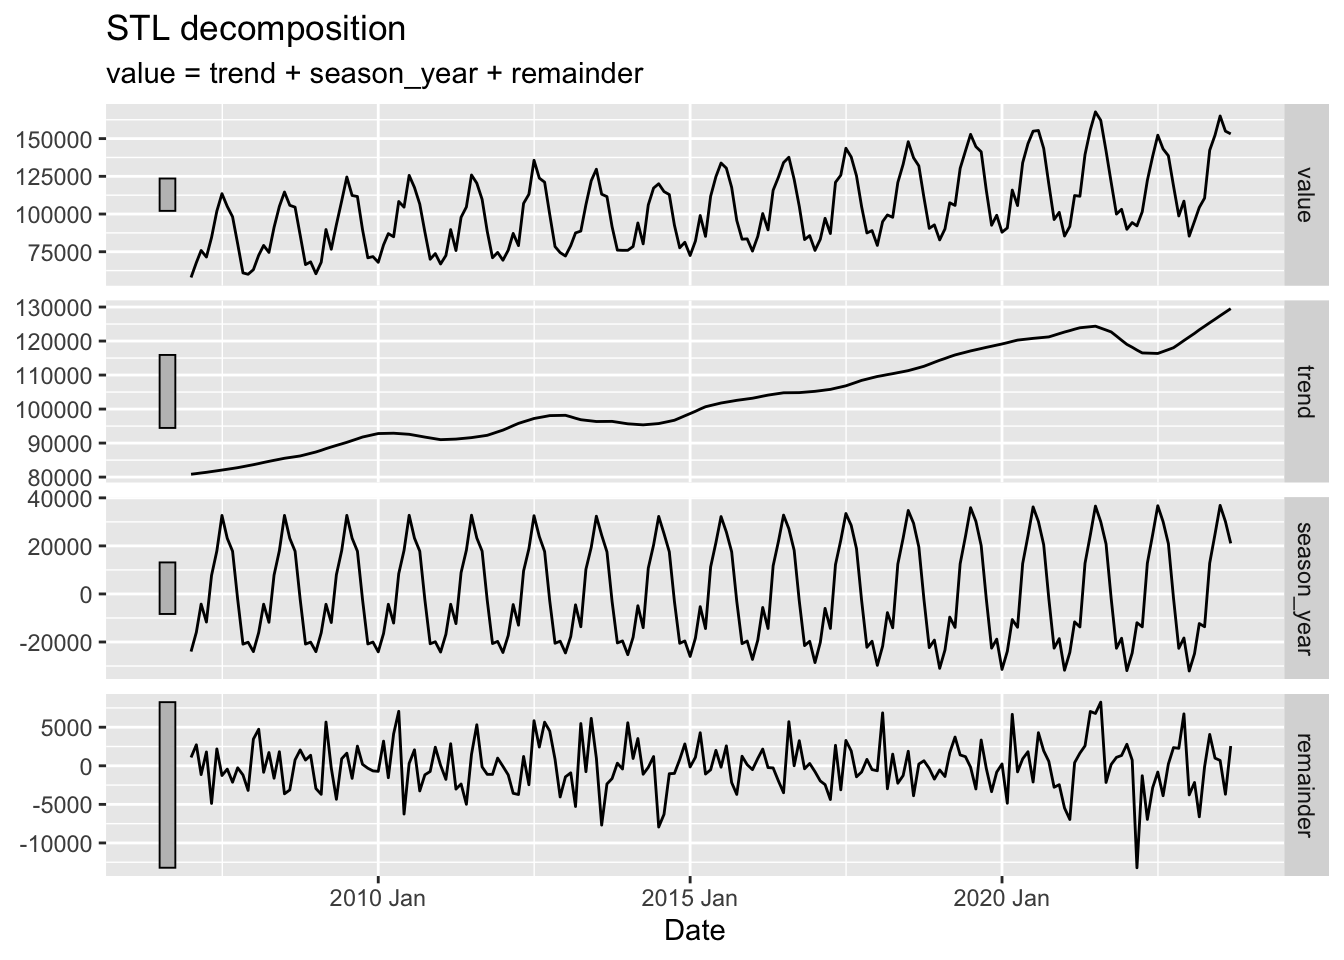 STL decomposition
value = trend + season_year + remainder
150000
125000
100000
75000
value
130000
120000
110000
100000
90000
80000
trend
40000
20000
0
-20000
season_year
5000
0
-5000
-10000
remainder
2010 Jan 2015 Jan 2020 Jan
Date